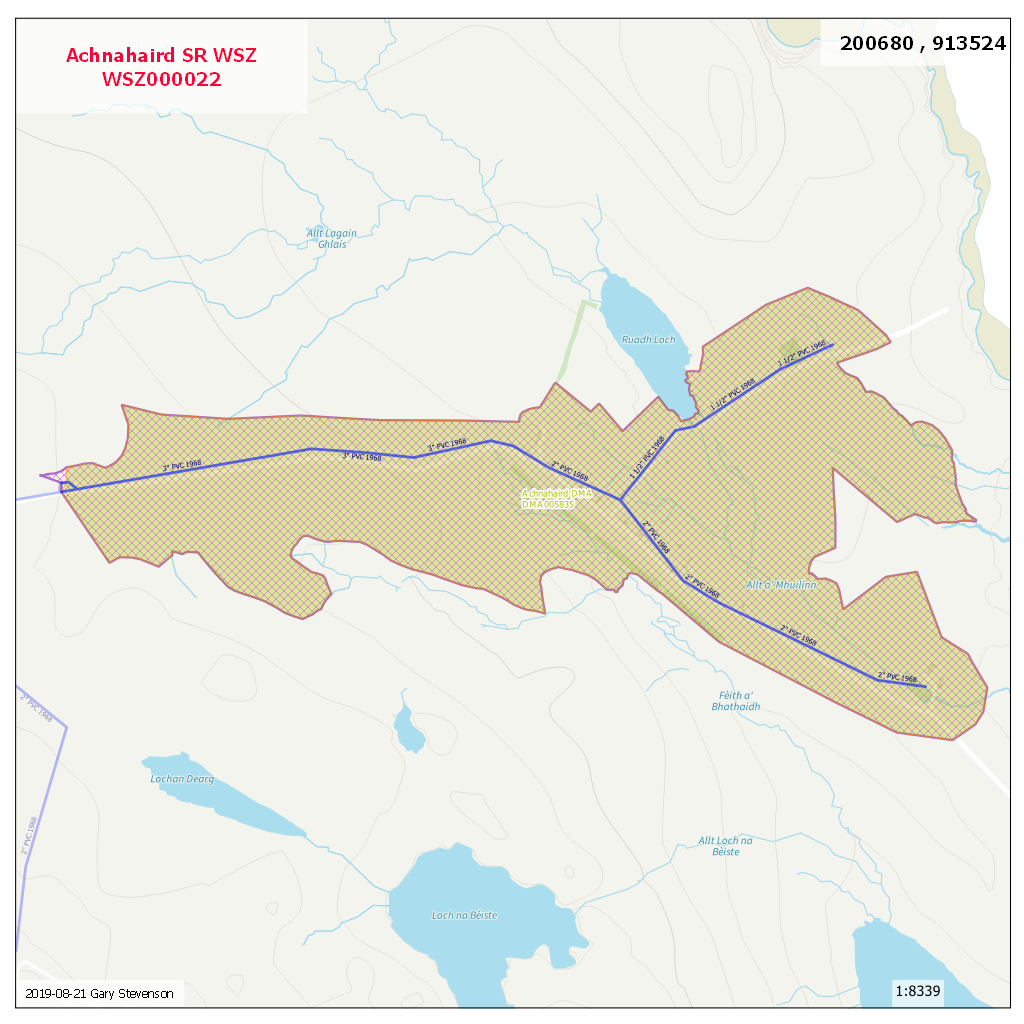 Achnahaird SR WSZ
WSZ000022
200680 , 913524
Allt Lagain
Ghlais
Ruadh Loch
1 1/2" PVC 1968
1 1/2" PVC 1968
1 1/2" PVC 1968
3" PVC 1968
3" PVC 1968
3" PVC 1968
2" PVC 1968
Achnahaird DMA
DMA08583S
2" PVC 1968
2" PVC 1968
Allt a' Mhuilinn
2" PVC 1968
2" PVC 1968
Fèith a'
Bhathaidh
2" PVC 1968
Lochan Dearg
2" PVC 1968
Allt Loch na
Bèiste
Loch na Bèiste
2019-08-21 Gary Stevenson
1:8339